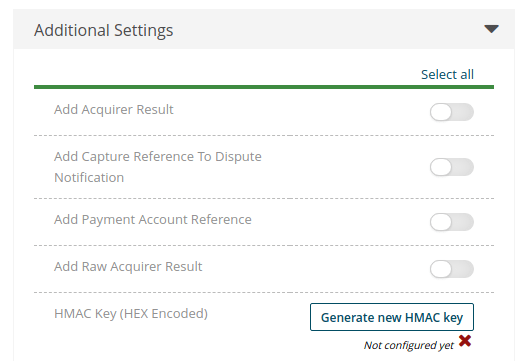 Additional Settings
Select all
Add Acquirer Result
Add Capture Reference To Dispute
Notification
Add Payment Account Reference
Add Raw Acquirer Result
HMAC Key (HEX Encoded)
Generate new HMAC key
Not configured yet